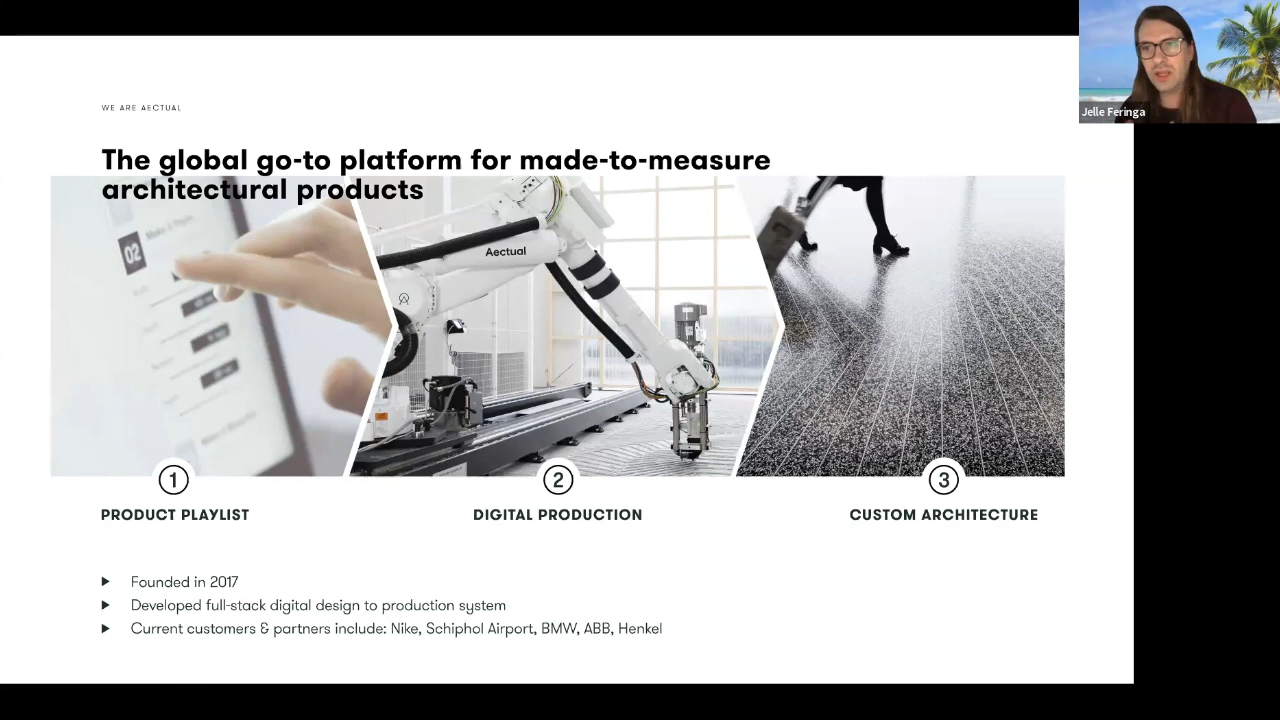 WE ARE AECTUAL
The global go-to platform for made-to-measure
architectural products
Jelle Feringa
02
Aectual
1
2
3
PRODUCT PLAYLIST
DIGITAL PRODUCTION
CUSTOM ARCHITECTURE
Founded in 2017
Developed full-stack digital design to production system
Current customers & partners include: Nike, Schiphol Airport, BMW, ABB, Henkel